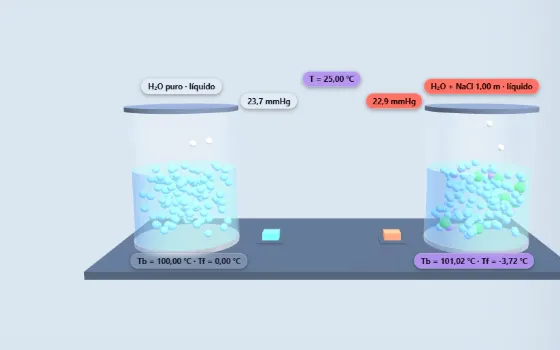 T = 25,00 °C
H₂O puro · líquido
H₂O + NaCl 1,00 m · líquido
23,7 mmHg
22,9 mmHg
Tb = 100,00 °C · Tf = 0,00 °C
Tb = 101,02 °C · Tf = -3,72 °C